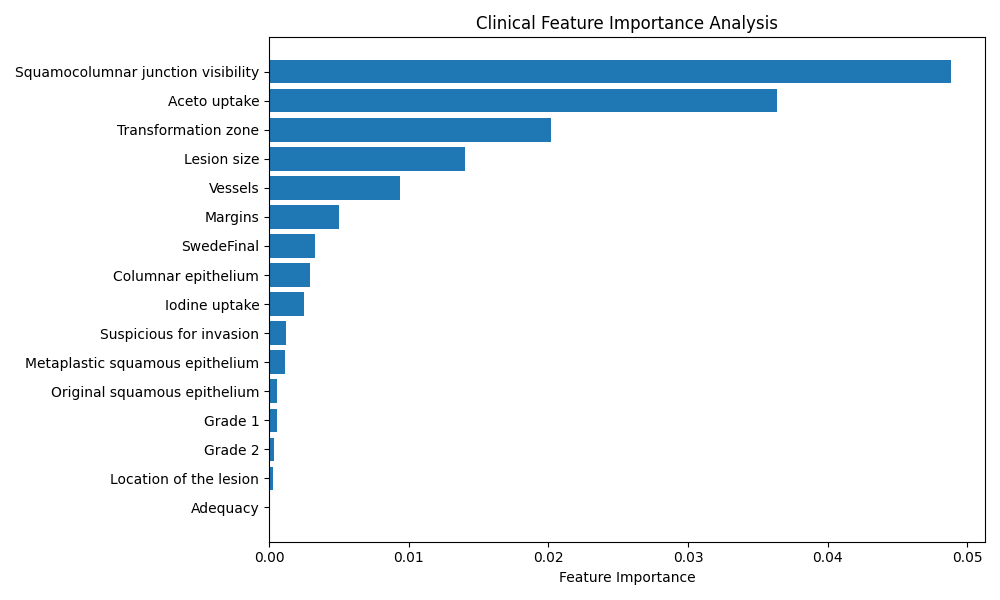 Clinical Feature Importance Analysis
Squamocolumnar junction visibility
Aceto uptake
Transformation zone
Lesion size
Vessels
Margins
SwedeFinal
Columnar epithelium
Iodine uptake
Suspicious for invasion
Metaplastic squamous epithelium
Original squamous epithelium
Grade 1
Grade 2
Location of the lesion
Adequacy
0.00 0.01 0.02 0.03 0.04 0.05
Feature Importance